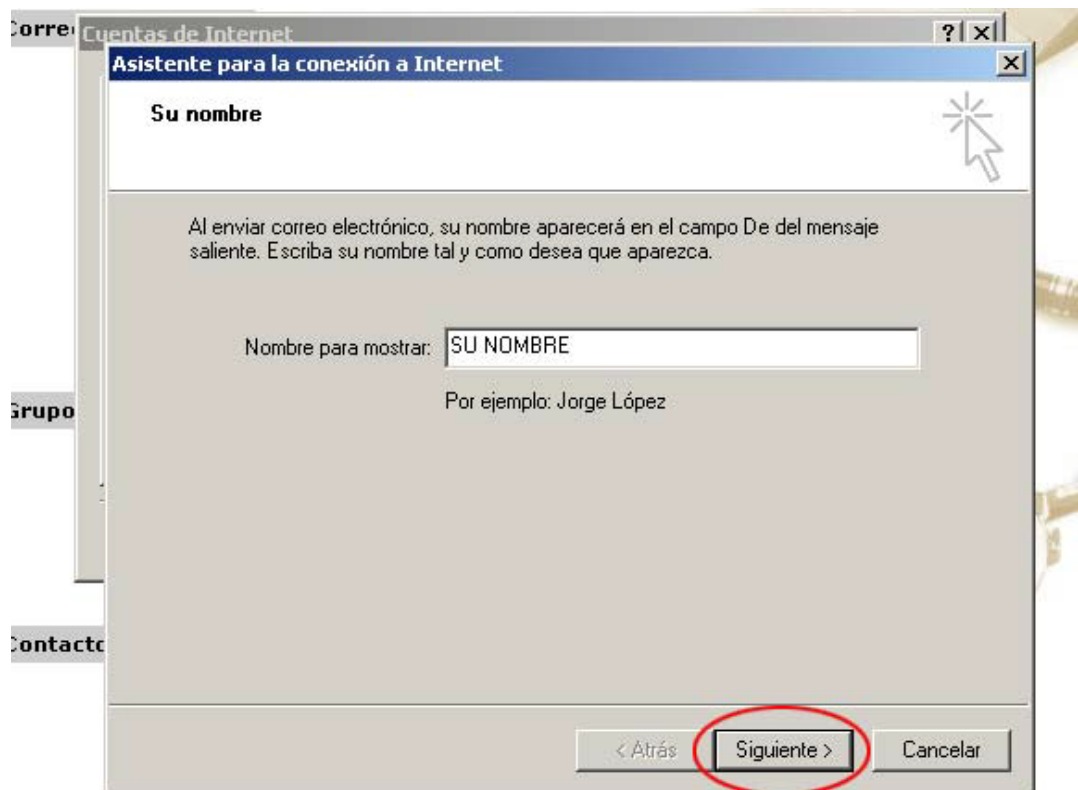 Corre
Cuentas de Internet
Asistente para la conexión a Internet
Su nombre
Al enviar correo electrónico, su nombre aparecerá en el campo De del mensaje
saliente. Escriba su nombre tal y como desea que aparezca.
Nombre para mostrar: SU NOMBRE
Por ejemplo: Jorge López
Grupo
Contacto
< Atrás Siguiente > Cancelar